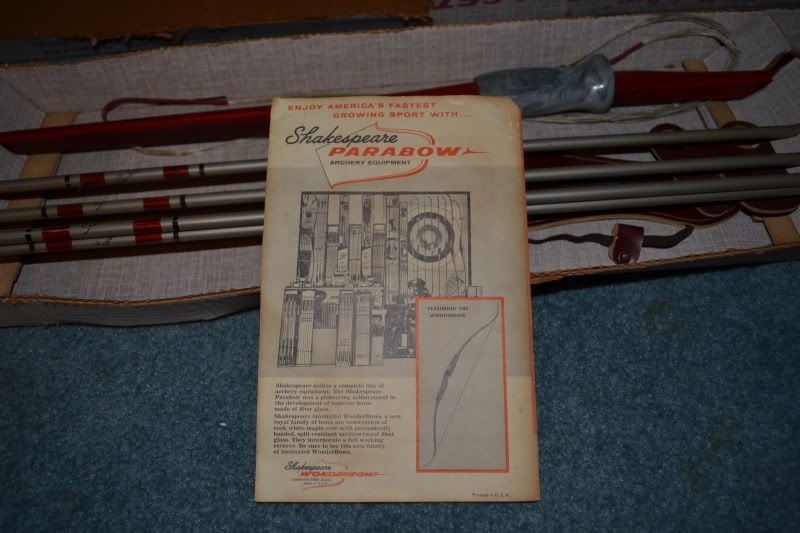 ENJOY AMERICA'S FASTEST
GROWING SPORT WITH...
Shakespeare
PARABOW
ARCHERY EQUIPMENT
FEATURING THE
WONDERBOW
Shakespeare makes a complete line of
archery equipment. The Shakespeare
Parabow was a pioneering achievement in
the development of superior bows
made of fiber glass.
Shakespeare laminated WonderBows, a new
royal family of bows are constructed of
rock white maple core with permanently
bonded, split resistant unidirectional fiber
glass. They incorporate a full working
recurve. Be sure to see this new family
of laminated WonderBows.
Shakespeare
WONDERBOW
MADE IN U.S.A.
Printed in U. S. A.